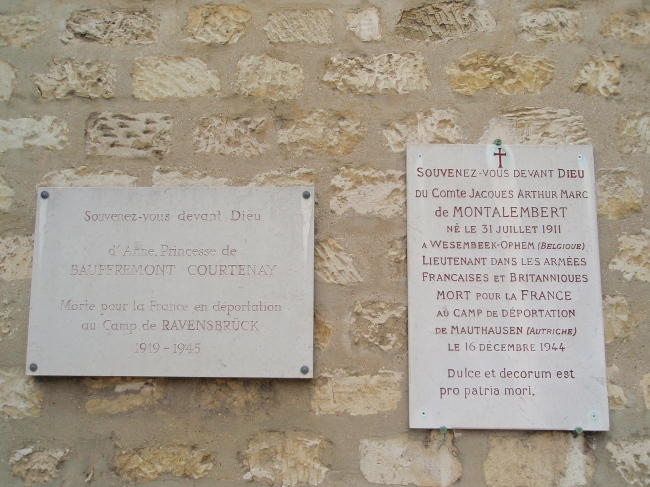 Souvenez-vous devant Dieu
d'Anne, Princesse de
BAUFFREMONT COURTENAY
Morte pour la France en déportation
au Camp de RAVENSBRÜCK
1919 - 1945
SOUVENEZ-VOUS DEVANT DIEU
DU COMTE JACQUES ARTHUR MARC
de MONTALEMBERT
NÉ LE 31 JUILLET 1911
A WESEMBEEK-OPHEM (BELGIQUE)
LIEUTENANT DANS LES ARMÉES
FRANCAISES ET BRITANNIQUES
MORT POUR LA FRANCE
AU CAMP DE DÉPORTATION
DE MAUTHAUSEN (AUTRICHE)
LE 16 DÉCEMBRE 1944
Dulce et decorum est
pro patria mori.